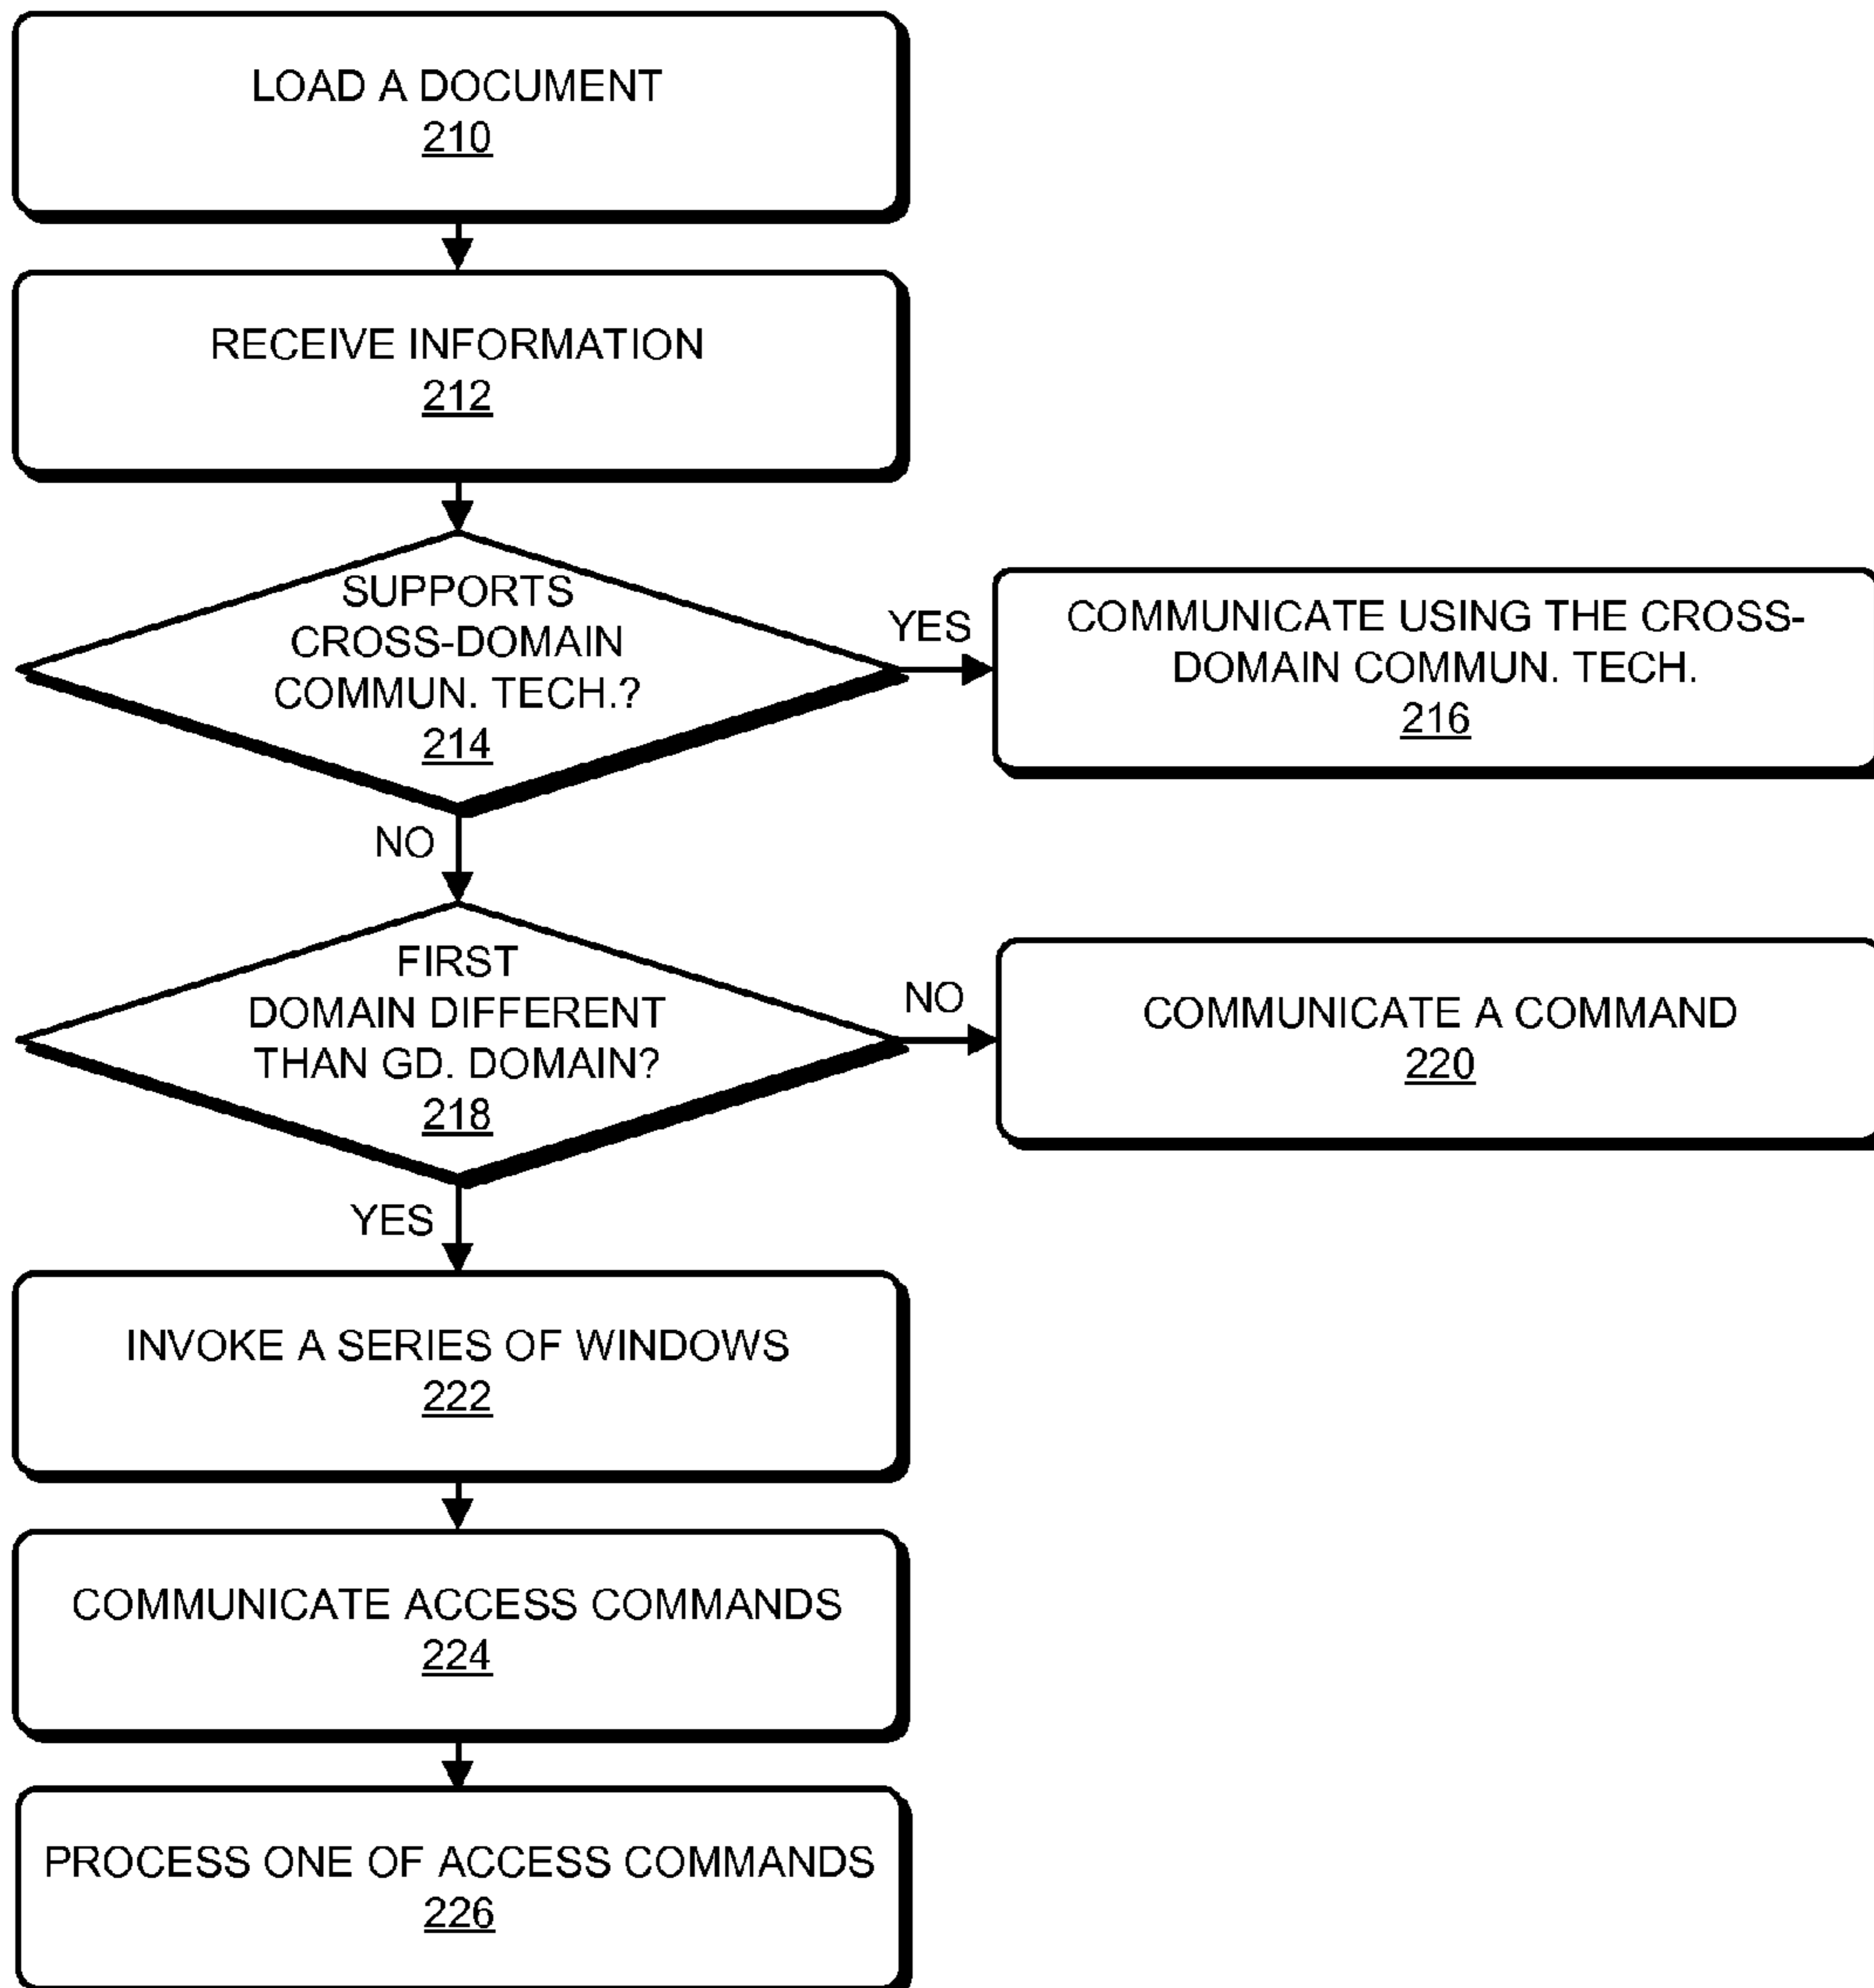 LOAD A DOCUMENT
210
RECEIVE INFORMATION
212
SUPPORTS
CROSS-DOMAIN
COMMUN. TECH.?
214
YES
COMMUNICATE USING THE CROSS-
DOMAIN COMMUN. TECH.
216
NO
FIRST
DOMAIN DIFFERENT
THAN GD. DOMAIN?
218
NO
COMMUNICATE A COMMAND
220
YES
INVOKE A SERIES OF WINDOWS
222
COMMUNICATE ACCESS COMMANDS
224
PROCESS ONE OF ACCESS COMMANDS
226